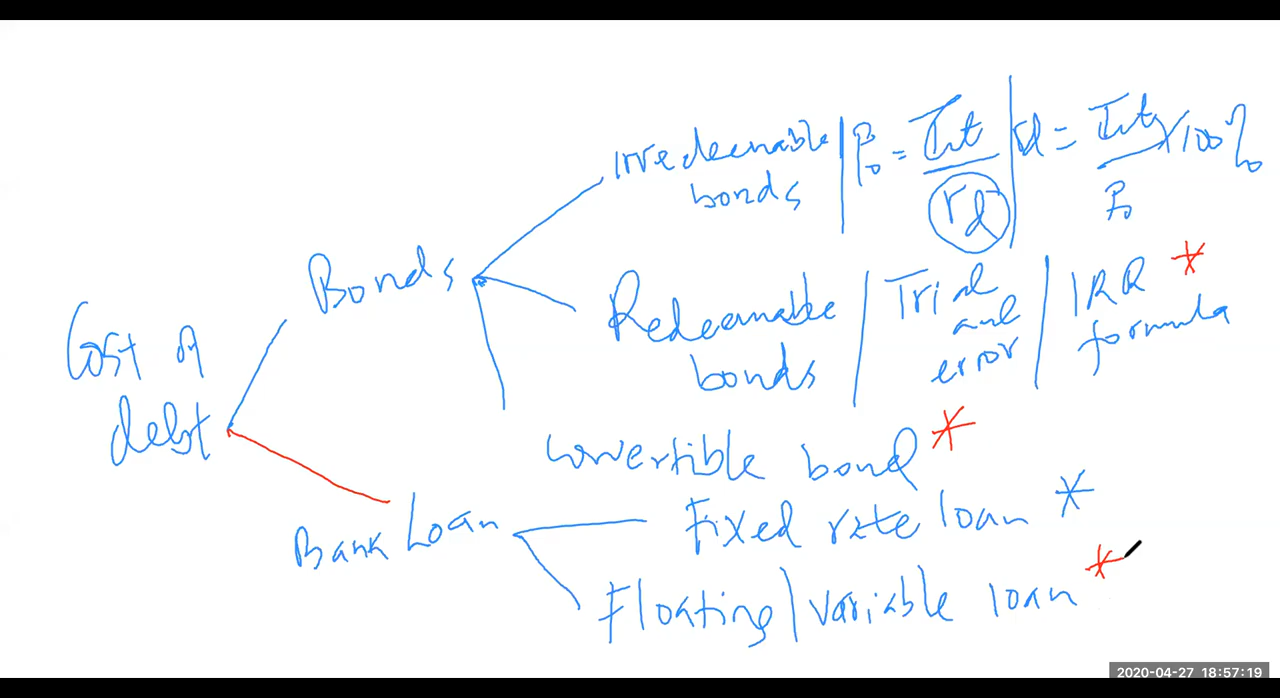 Irredeemable bonds | P₀ = Int / rd | rd = Int / P₀ × 100%
Bonds
Redeemable bonds | Trial and error | IRR formula *
Cost of debt
Convertible bond *
Bank Loan
Fixed rate loan *
Floating | variable loan *
2020-04-27 18:57:19